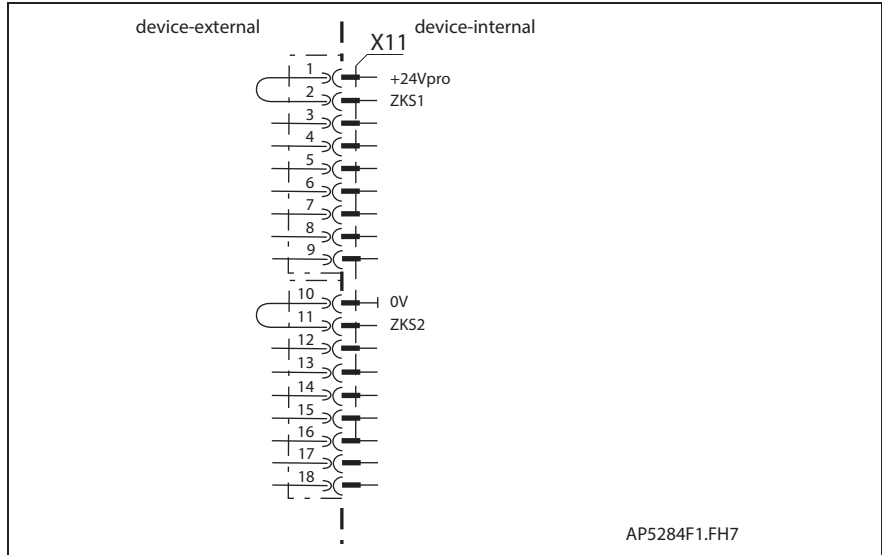 device-external
device-internal
X11
1
+24Vpro
2
ZKS1
3
4
5
6
7
8
9
10
0V
11
ZKS2
12
13
14
15
16
17
18
AP5284F1.FH7